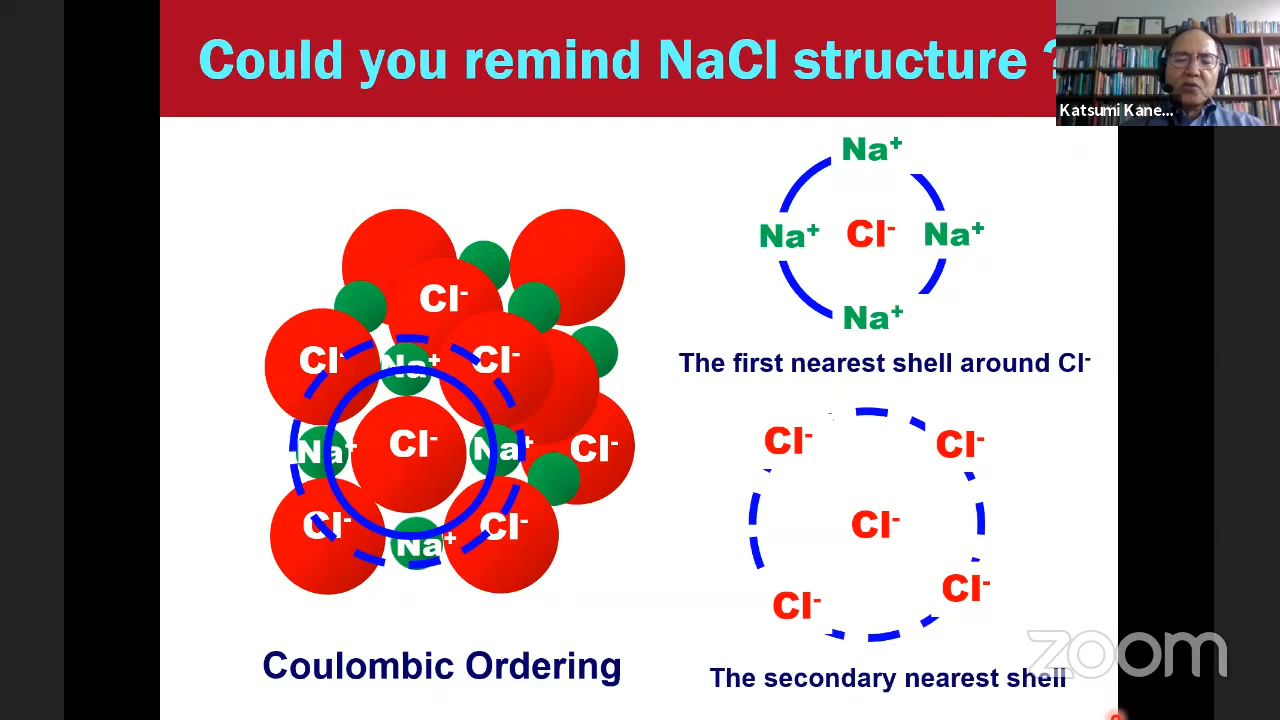 Could you remind NaCl structure ?
Katsumi Kane...
Na⁺
Na⁺ Cl⁻ Na⁺
Na⁺
The first nearest shell around Cl⁻
Cl⁻
Cl⁻ Na⁺ Cl⁻
Na⁺ Cl⁻ Na⁺ Cl⁻
Cl⁻ Na⁺ Cl⁻
Cl⁻ Cl⁻
Cl⁻
Cl⁻ Cl⁻
Coulombic Ordering
The secondary nearest shell
zoom